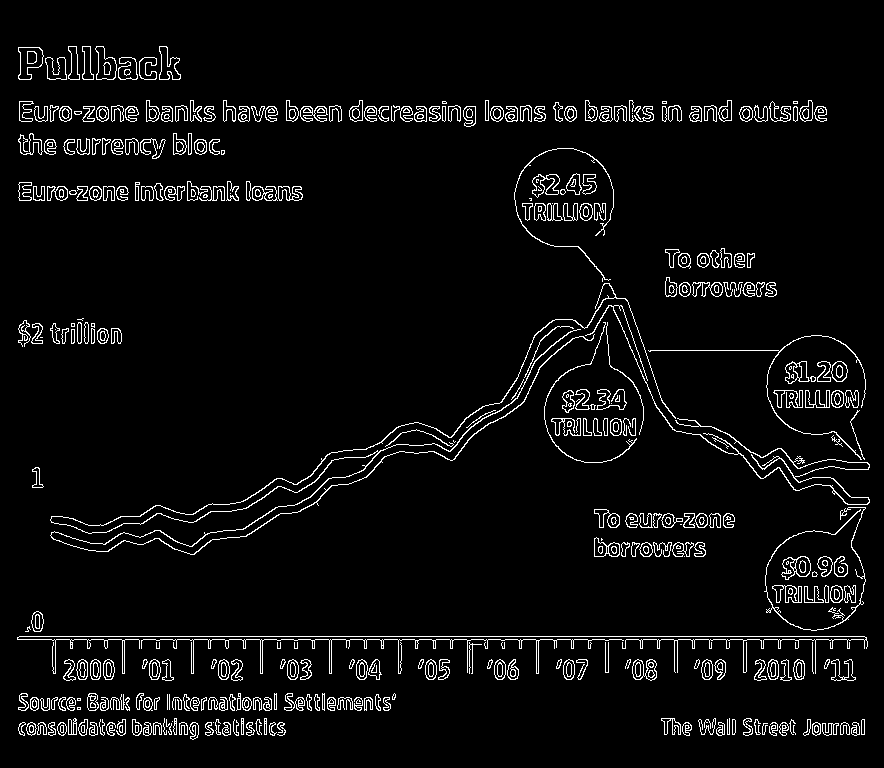 Pullback
Euro-zone banks have been decreasing loans to banks in and outside
the currency bloc.
Euro-zone interbank loans
$2.45
TRILLION
To other
borrowers
$2 trillion
$1.20
TRILLION
$2.34
TRILLION
1
To euro-zone
borrowers
$0.96
TRILLION
0
2000 '01 '02 '03 '04 '05 '06 '07 '08 '09 2010 '11
Source: Bank for International Settlements'
consolidated banking statistics
The Wall Street Journal